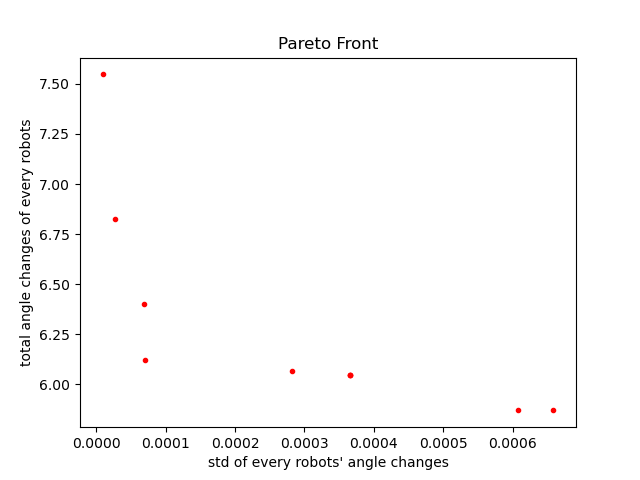 Pareto Front
total angle changes of every robots
7.50
7.25
7.00
6.75
6.50
6.25
6.00
0.0000 0.0001 0.0002 0.0003 0.0004 0.0005 0.0006
std of every robots' angle changes